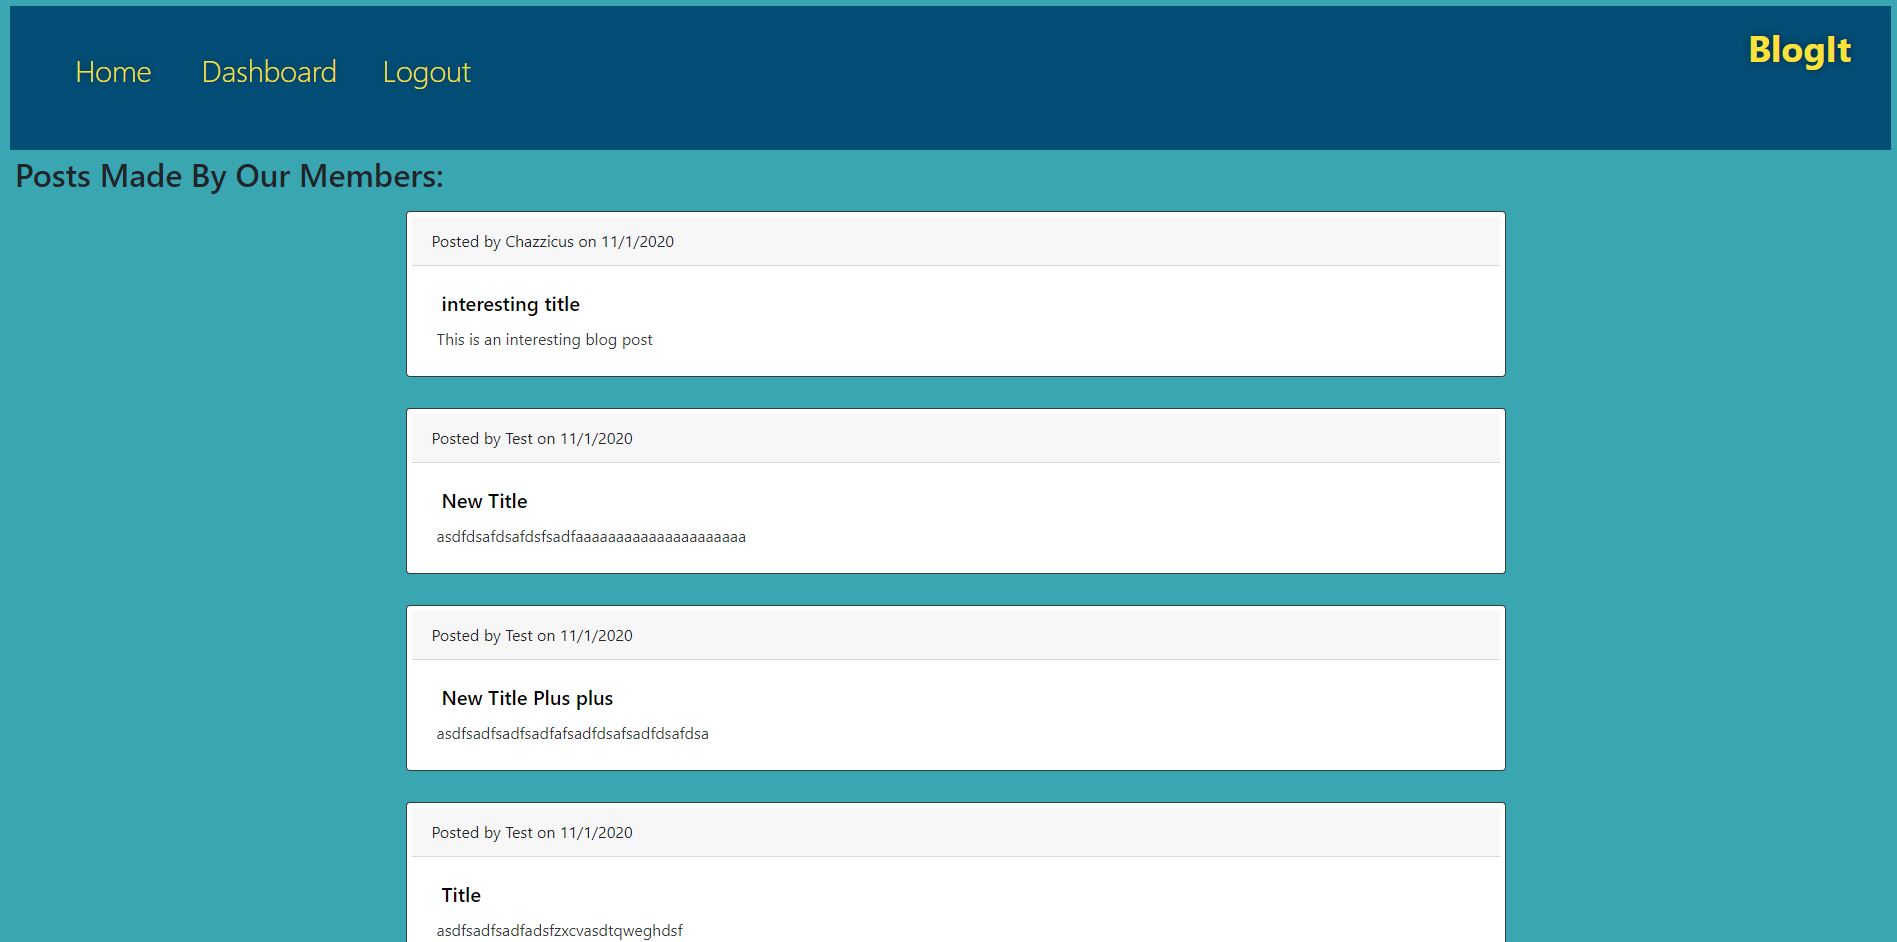 Home Dashboard Logout BlogIt
Posts Made By Our Members:
Posted by Chazzicus on 11/1/2020
interesting title
This is an interesting blog post
Posted by Test on 11/1/2020
New Title
asdfdsafdsafdsfsadfaaaaaaaaaaaaaaaaaaaaa
Posted by Test on 11/1/2020
New Title Plus plus
asdfsadfsadfsadfafsadfdsafsadfdsafdsa
Posted by Test on 11/1/2020
Title
asdfsadfsadfadsfzxcvasdtqweghdsf